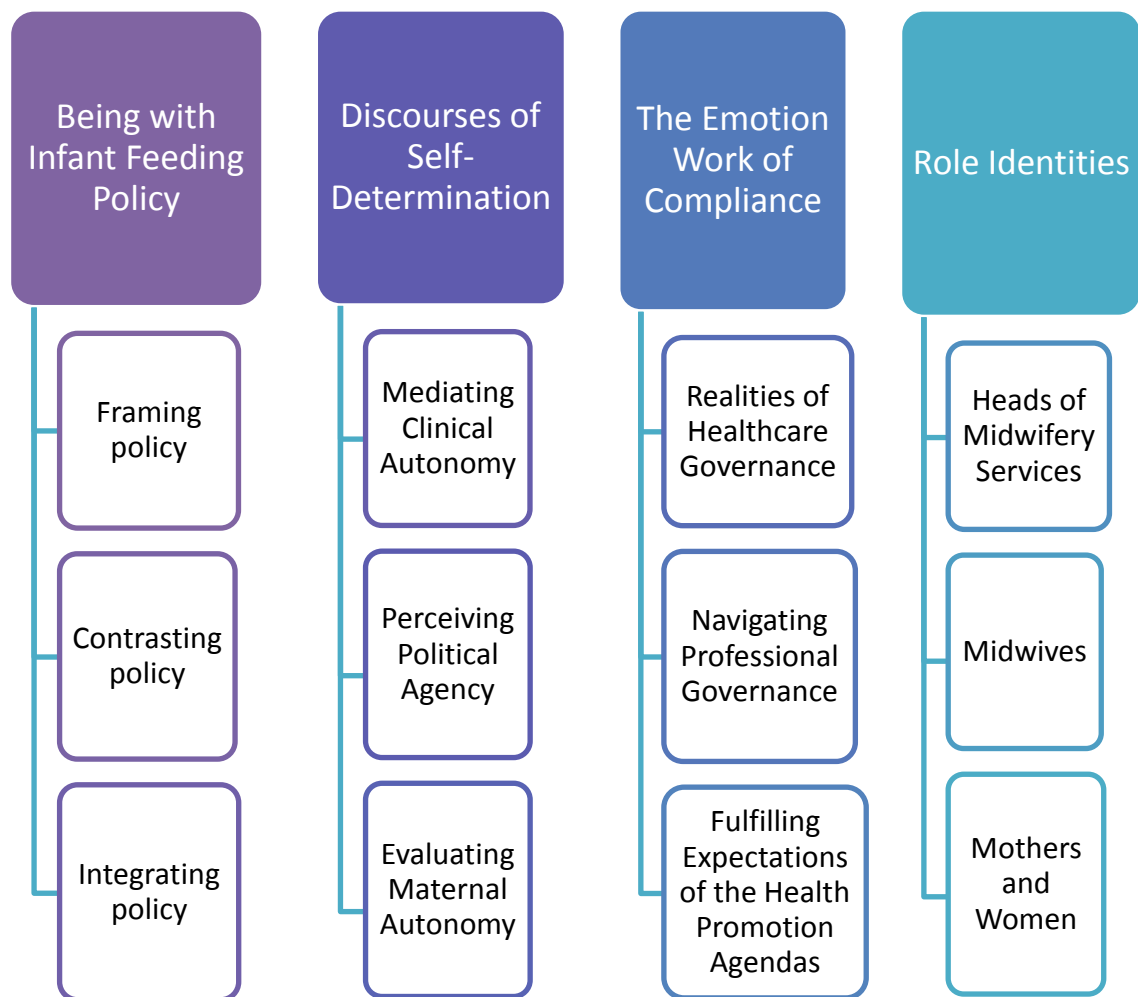 Being with
Infant Feeding
Policy
Framing
policy
Contrasting
policy
Integrating
policy
Discourses of
Self-
Determination
Mediating
Clinical
Autonomy
Perceiving
Political
Agency
Evaluating
Maternal
Autonomy
The Emotion
Work of
Compliance
Realities of
Healthcare
Governance
Navigating
Professional
Governance
Fulfilling
Expectations
of the Health
Promotion
Agendas
Role Identities
Heads of
Midwifery
Services
Midwives
Mothers
and
Women